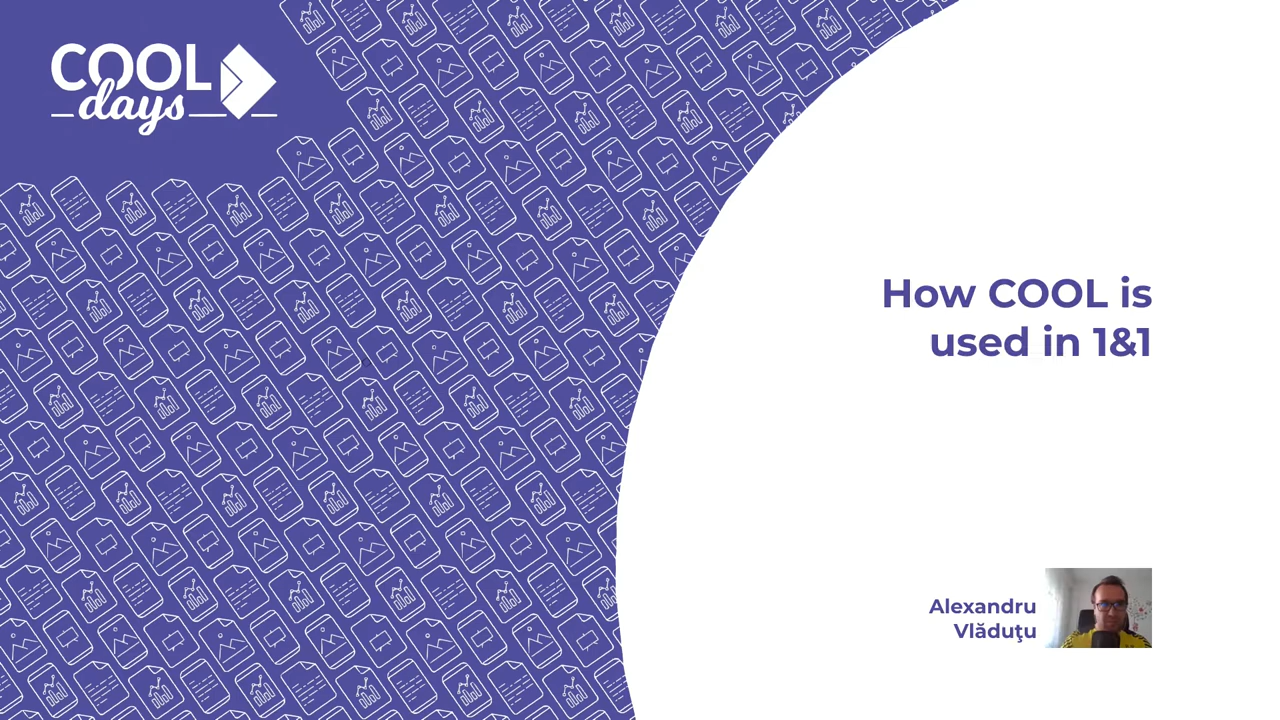 COOL
days
How COOL is
used in 1&1
Alexandru
Vlăduţu